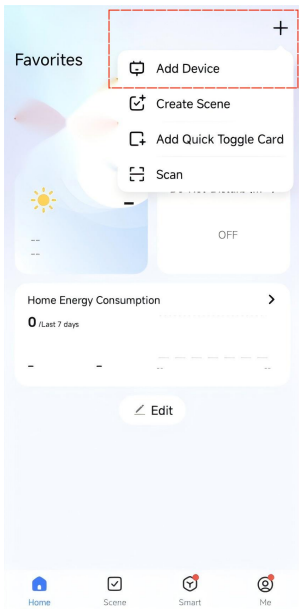 Favorites
Add Device
Create Scene
Add Quick Toggle Card
Scan
--
--
OFF
Home Energy Consumption
0 /Last 7 days
- - -- --
Edit
Home Scene Smart Me